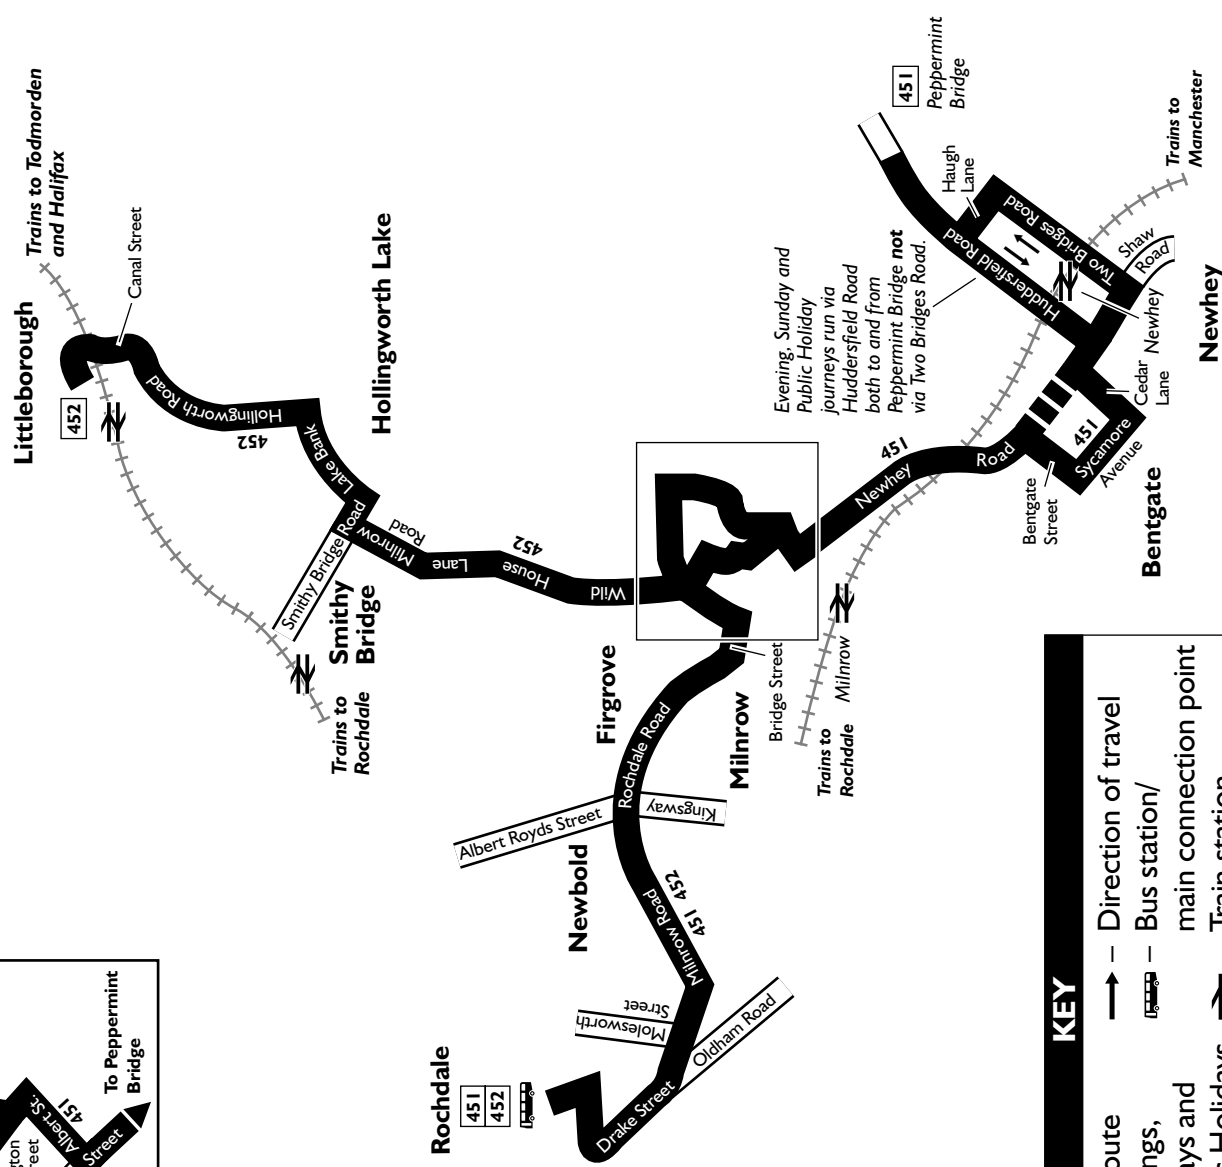 Littleborough
452
Trains to Todmorden
and Halifax
Canal Street
Hollingworth Road
452
Hollingworth Lake
Lake Bank
Smithy Bridge Road
Smithy
Bridge
Trains to
Rochdale
Milnrow
Road
Wild
House
Lane
452
Firgrove
Milnrow
Bridge Street
Rochdale Road
Albert Royds Street
Kingsway
Newbold
Milnrow Road
451 452
Molesworth
Street
Oldham Road
Drake Street
Rochdale
451
452
Trains to
Rochdale
Milnrow
Newhey
Road
451
Bentgate
Street
Bentgate
Sycamore
Avenue
451
Cedar
Lane
Newhey
Newhey
Shaw
Road
Two Bridges Road
Huddersfield Road
Haugh
Lane
451
Peppermint
Bridge
Trains to
Manchester
Evening, Sunday and
Public Holiday
journeys run via
Huddersfield Road
both to and from
Peppermint Bridge not
via Two Bridges Road.
To Peppermint
Bridge
Albert St.
451
Street
KEY
– Direction of travel
– Bus station/
main connection point
Train station
Holidays